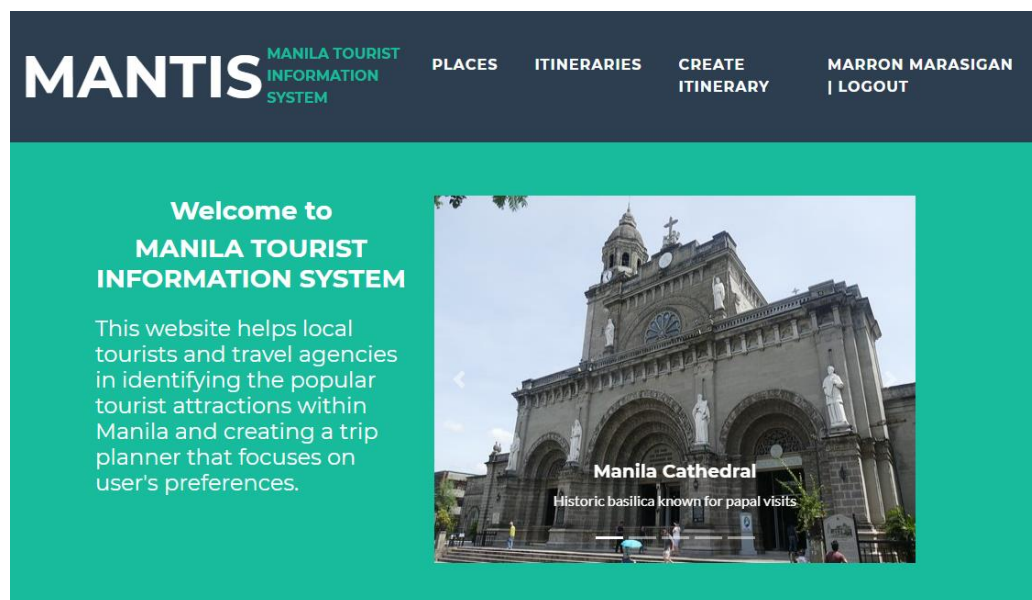 MANTIS
MANILA TOURIST
INFORMATION
SYSTEM
PLACES
ITINERARIES
CREATE
ITINERARY
MARRON MARASIGAN
| LOGOUT
Welcome to
MANILA TOURIST
INFORMATION SYSTEM
This website helps local
tourists and travel agencies
in identifying the popular
tourist attractions within
Manila and creating a trip
planner that focuses on
user's preferences.
Manila Cathedral
Historic basilica known for papal visits